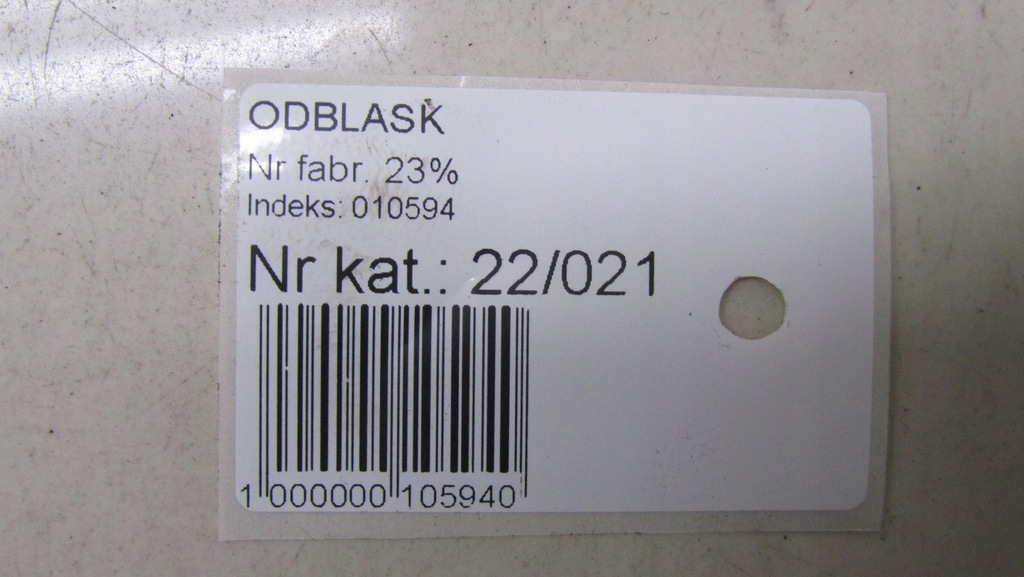 ODBLASK
Nr fabr. 23%
Indeks: 010594
Nr kat.: 22/021
1 000000 105940